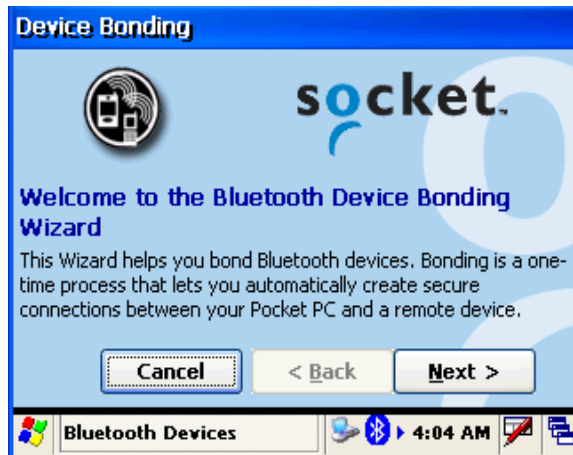 Device Bonding
socket™
Welcome to the Bluetooth Device Bonding
Wizard
This Wizard helps you bond Bluetooth devices. Bonding is a one-
time process that lets you automatically create secure
connections between your Pocket PC and a remote device.
Cancel
< Back
Next >
Bluetooth Devices
4:04 AM